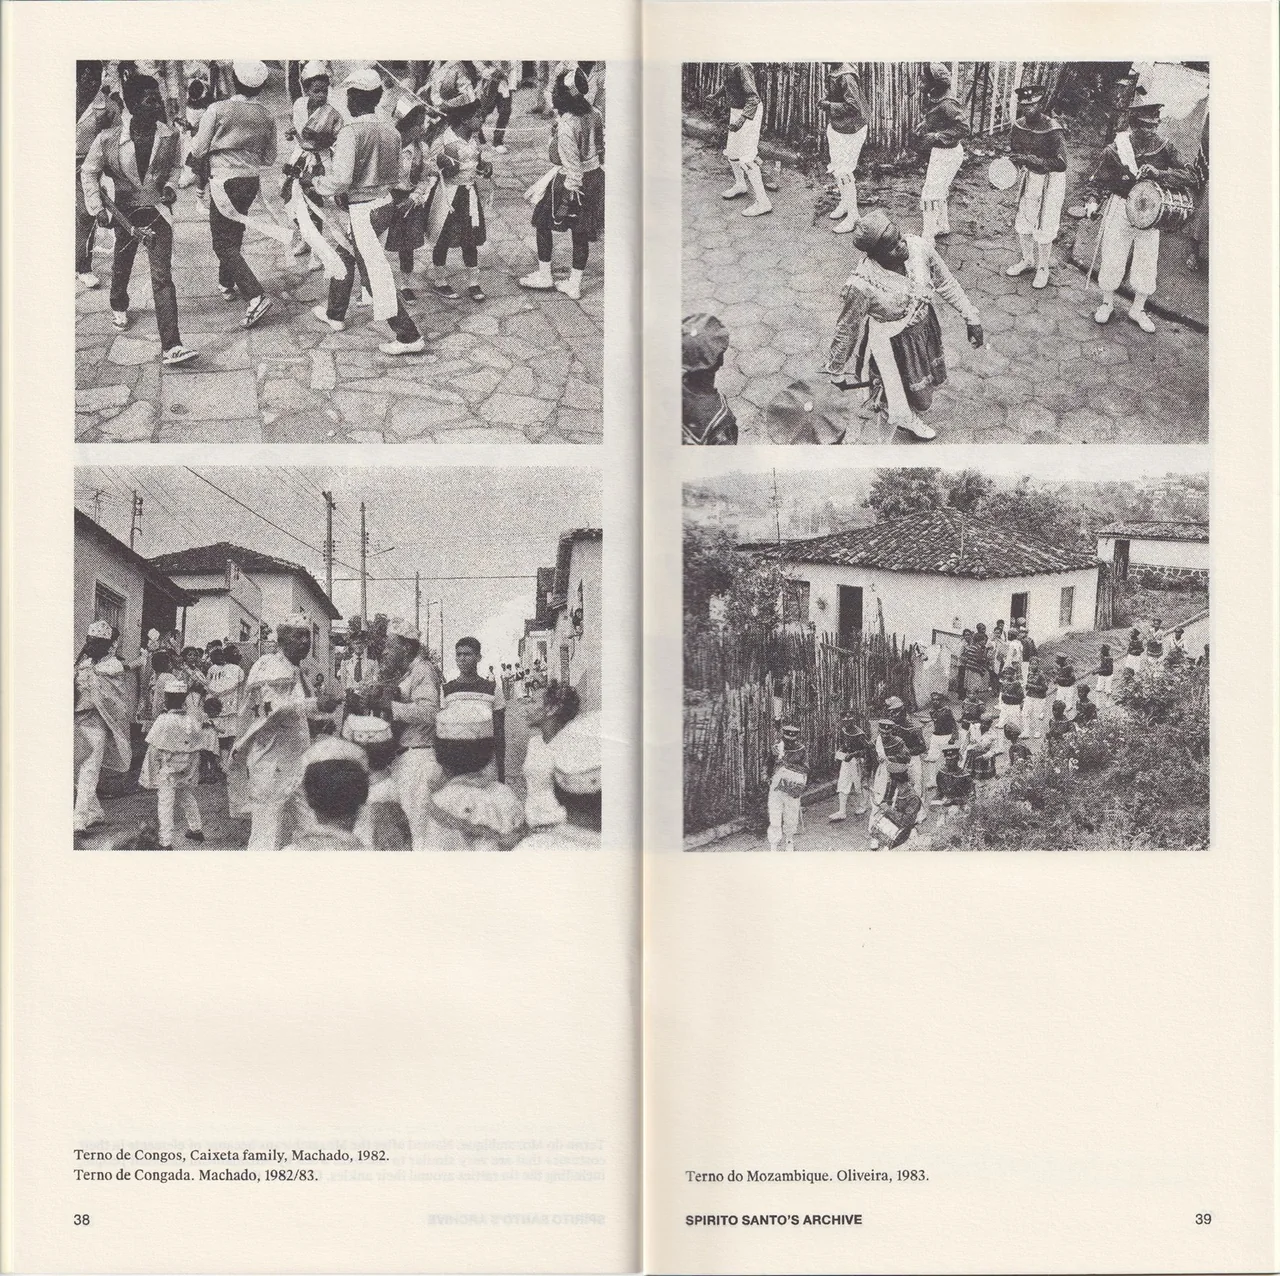 Terno de Congos, Caixeta family, Machado, 1982.
Terno de Congada. Machado, 1982/83.
38
Terno do Mozambique. Oliveira, 1983.
SPIRITO SANTO'S ARCHIVE
39